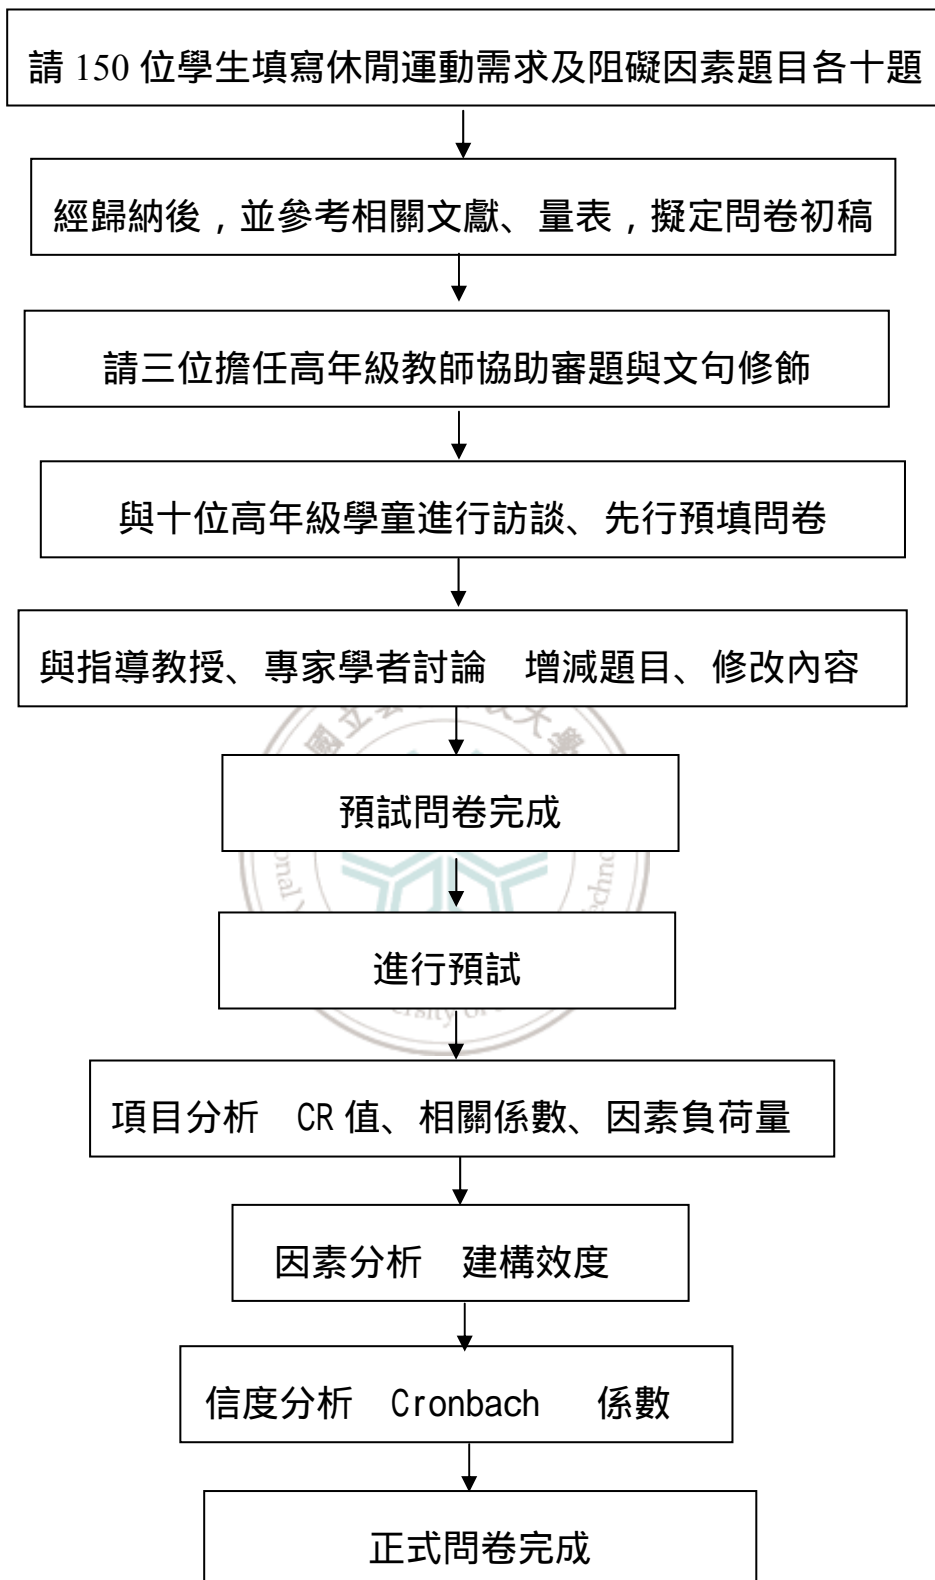 請 150 位學生填寫休閒運動需求及阻礙因素題目各十題
經歸納後，並參考相關文獻、量表，擬定問卷初稿
請三位擔任高年級教師協助審題與文句修飾
與十位高年級學童進行訪談、先行預填問卷
與指導教授、專家學者討論　增減題目、修改內容
國立
大學
預試問卷完成
進行預試
項目分析　CR 值、相關係數、因素負荷量
因素分析　建構效度
信度分析　Cronbach　係數
正式問卷完成